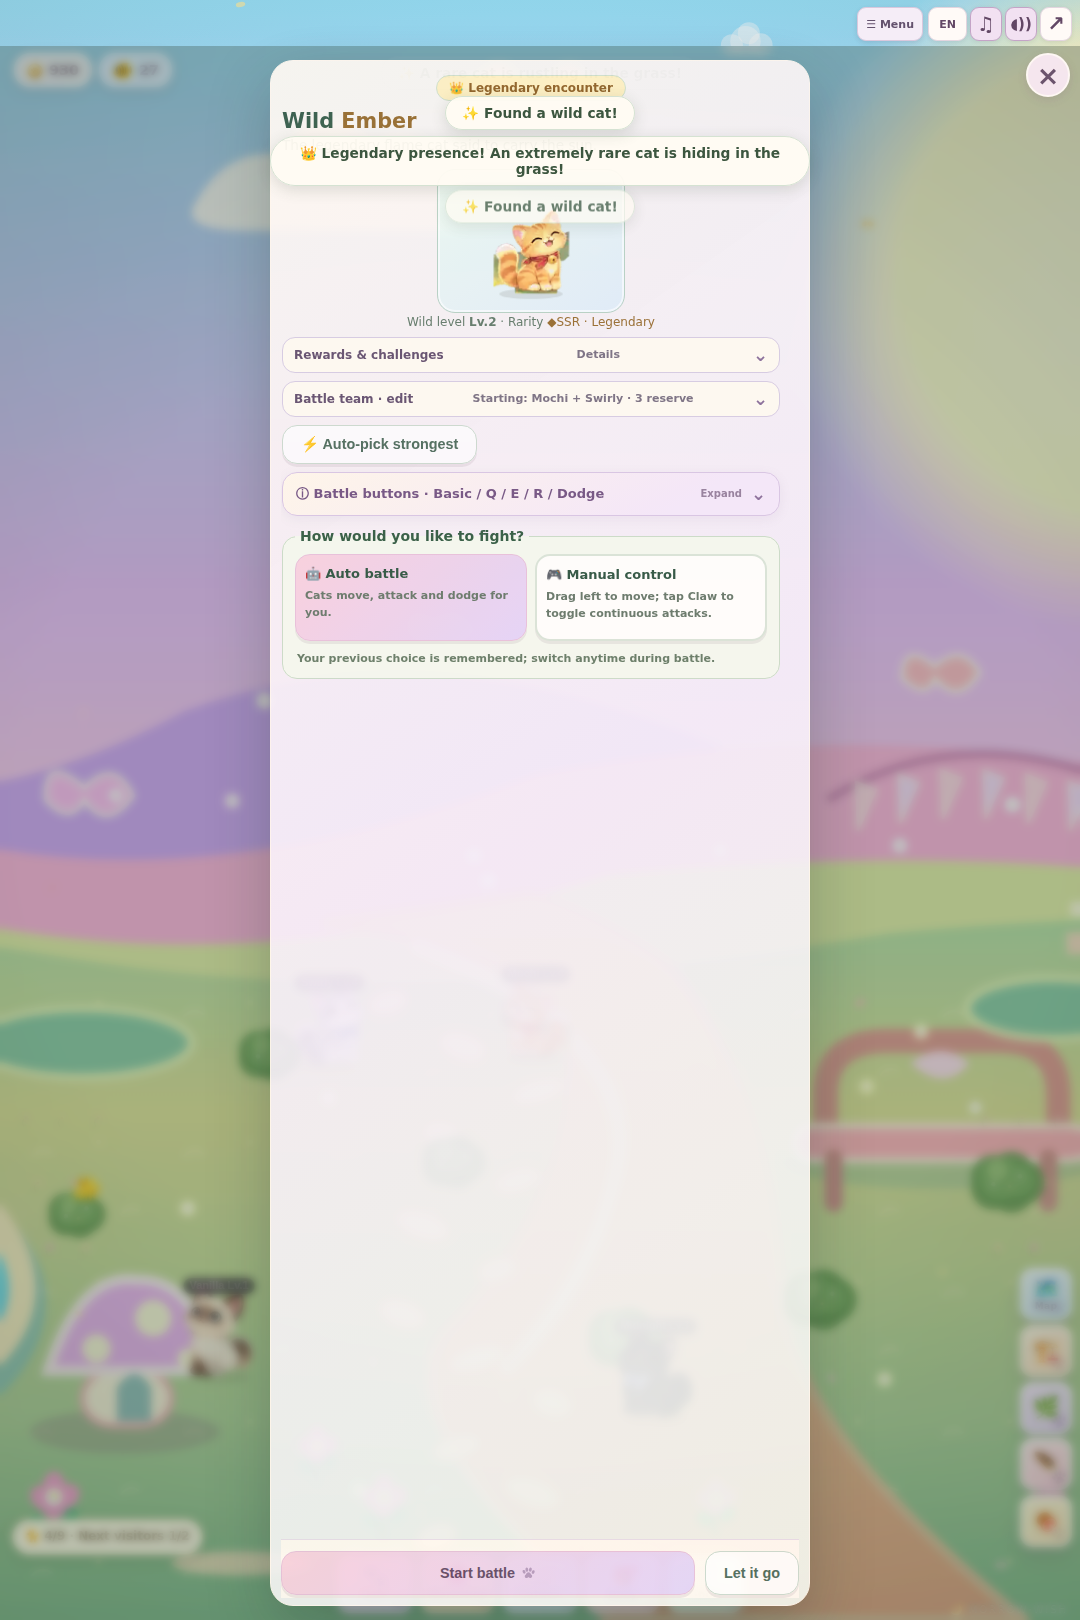 ☰ Menu
EN
👑 Legendary encounter
✨ Found a wild cat!
Wild Ember
👑 Legendary presence! An extremely rare cat is hiding in the
grass!
✨ Found a wild cat!
Wild level Lv.2 · Rarity ◆SSR · Legendary
Rewards & challenges Details
Battle team · edit Starting: Mochi + Swirly · 3 reserve
⚡ Auto-pick strongest
ⓘ Battle buttons · Basic / Q / E / R / Dodge Expand
How would you like to fight?
🤖 Auto battle
Cats move, attack and dodge for
you.
🎮 Manual control
Drag left to move; tap Claw to
toggle continuous attacks.
Your previous choice is remembered; switch anytime during battle.
Start battle 🐾
Let it go